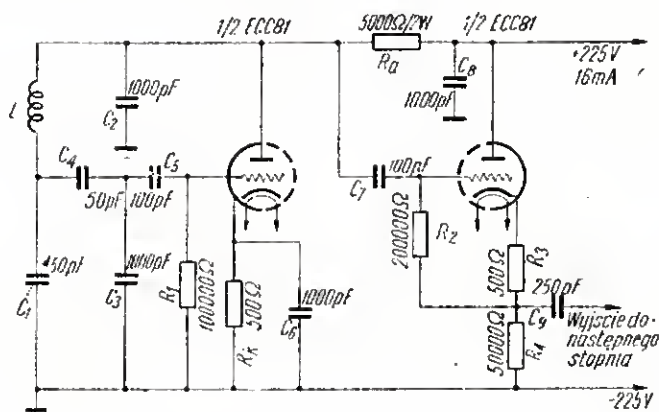 1/2 ECC81
5000Ω/2W
1/2 ECC81
Ra
C8
1000pF
+225V
16mA
1000pF
C2
L
C4
50pF
C5
100pF
C7
100pF
R2
200000Ω
R3
500Ω
250pF
C9
Wyjście do
następnego
stopnia
R4
50000Ω
450pF
C1
1000pF
C3
R1
100000Ω
500Ω
Rk
1000pF
C6
-225V